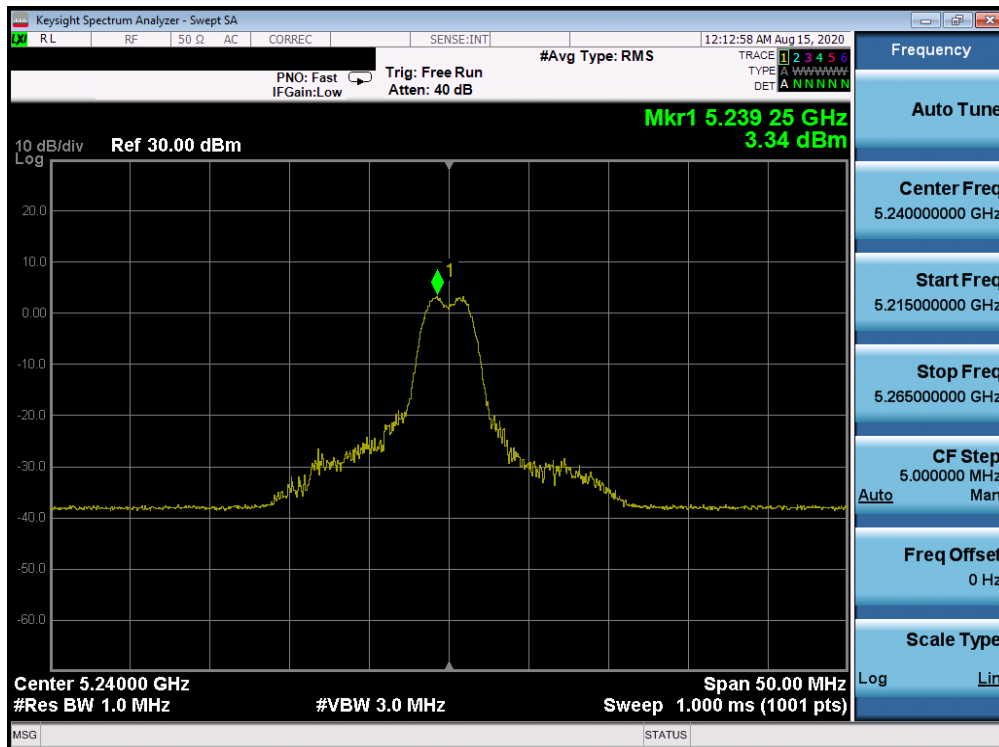 Keysight Spectrum Analyzer - Swept SA
LXI RL RF 50 Ω AC CORREC SENSE:INT 12:12:58 AM Aug 15, 2020
PNO: Fast
IFGain:Low
Trig: Free Run
Atten: 40 dB
#Avg Type: RMS
TRACE 1 2 3 4 5 6
TYPE A WWWWW
DET A N N N N N
Mkr1 5.239 25 GHz
3.34 dBm
10 dB/div Ref 30.00 dBm
Log
20.0
10.0
1
0.00
-10.0
-20.0
-30.0
-40.0
-50.0
-60.0
Center 5.24000 GHz Span 50.00 MHz
#Res BW 1.0 MHz #VBW 3.0 MHz Sweep 1.000 ms (1001 pts)
MSG STATUS
Frequency
Auto Tune
Center Freq
5.240000000 GHz
Start Freq
5.215000000 GHz
Stop Freq
5.265000000 GHz
CF Step
5.000000 MHz
Auto Man
Freq Offset
0 Hz
Scale Type
Log Lin